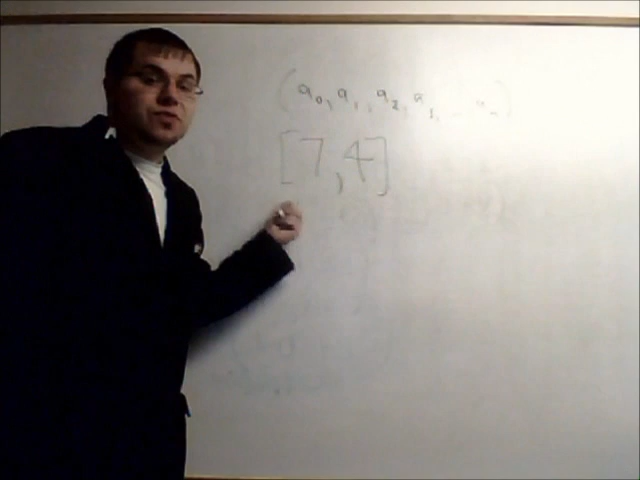 (a₀, a₁, a₂, a₃, ... aₙ)
[7,4]